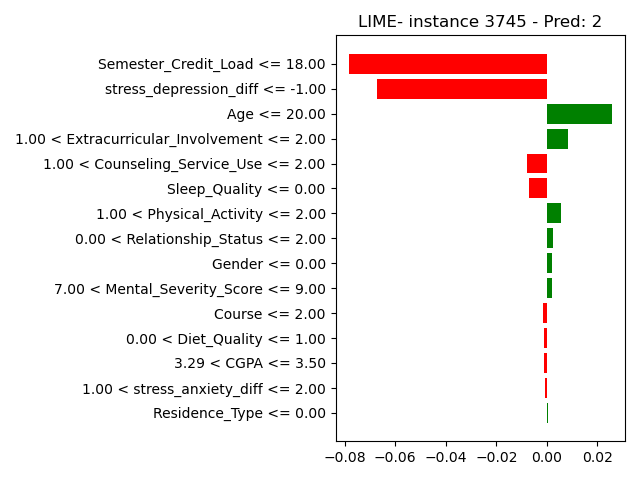 LIME- instance 3745 - Pred: 2
Semester_Credit_Load <= 18.00
stress_depression_diff <= -1.00
Age <= 20.00
1.00 < Extracurricular_Involvement <= 2.00
1.00 < Counseling_Service_Use <= 2.00
Sleep_Quality <= 0.00
1.00 < Physical_Activity <= 2.00
0.00 < Relationship_Status <= 2.00
Gender <= 0.00
7.00 < Mental_Severity_Score <= 9.00
Course <= 2.00
0.00 < Diet_Quality <= 1.00
3.29 < CGPA <= 3.50
1.00 < stress_anxiety_diff <= 2.00
Residence_Type <= 0.00
−0.08 −0.06 −0.04 −0.02 0.00 0.02